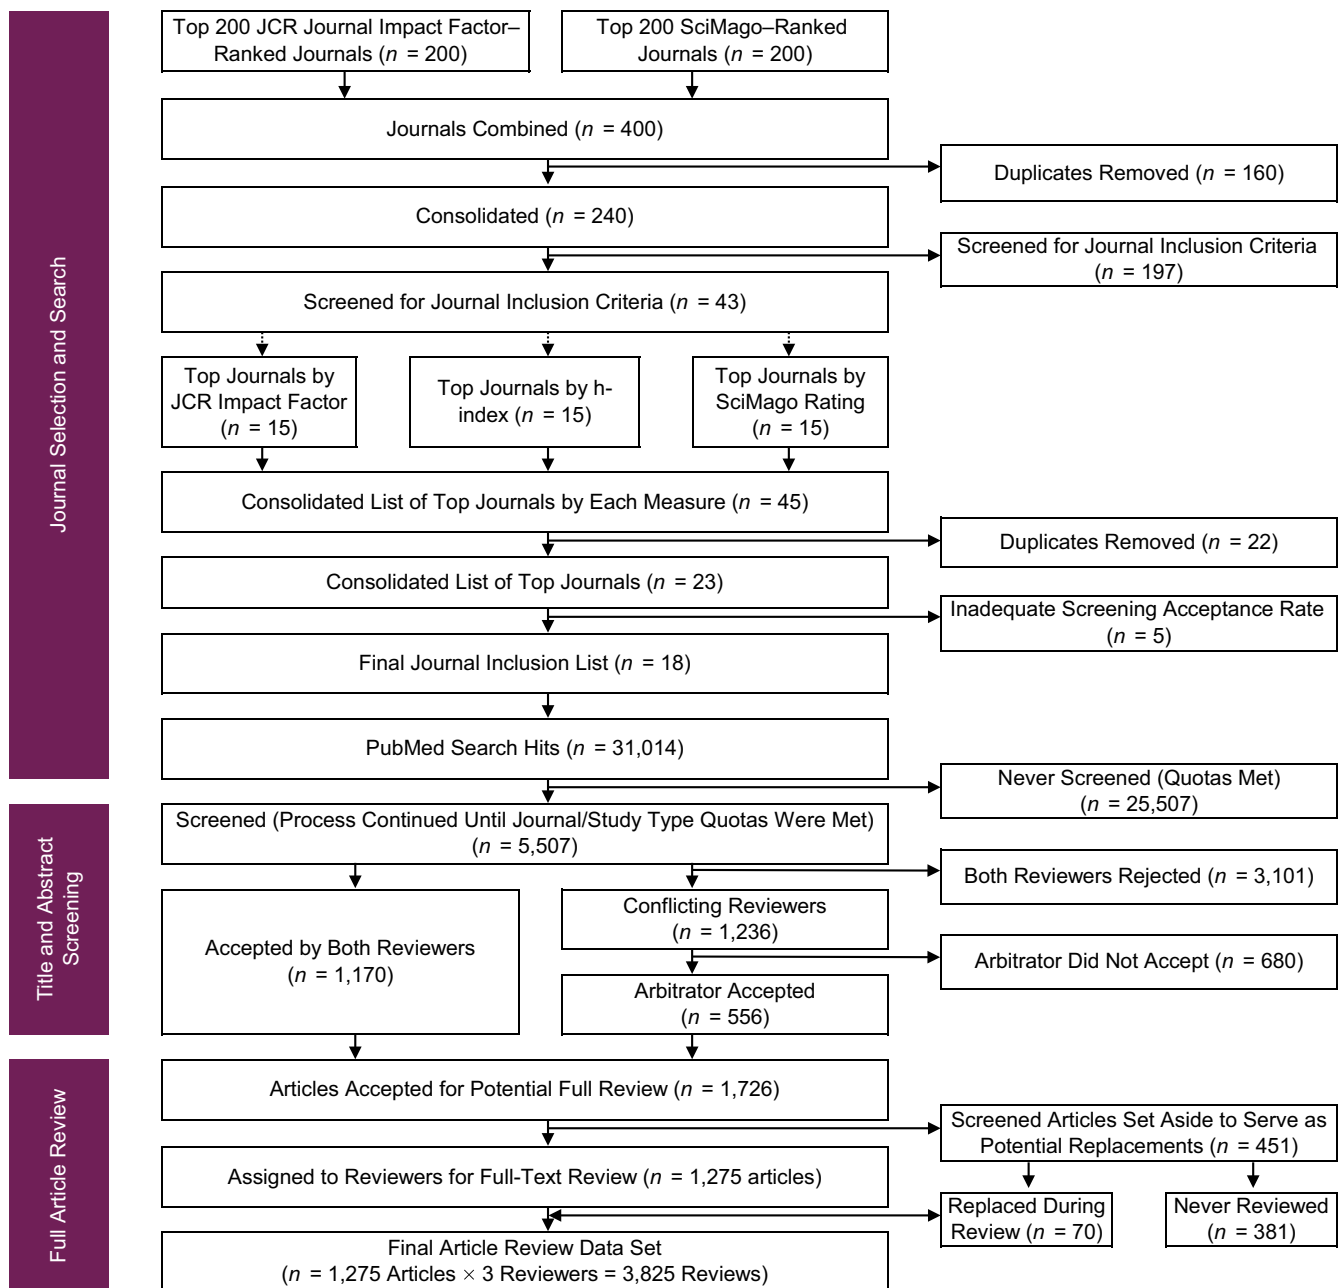 Journal Selection and Search
Top 200 JCR Journal Impact Factor–
Ranked Journals (n = 200)
Top 200 SciMago–Ranked
Journals (n = 200)
Journals Combined (n = 400)
Duplicates Removed (n = 160)
Consolidated (n = 240)
Screened for Journal Inclusion Criteria
(n = 197)
Screened for Journal Inclusion Criteria (n = 43)
Top Journals by
JCR Impact Factor
(n = 15)
Top Journals by h-
index (n = 15)
Top Journals by
SciMago Rating
(n = 15)
Consolidated List of Top Journals by Each Measure (n = 45)
Duplicates Removed (n = 22)
Consolidated List of Top Journals (n = 23)
Inadequate Screening Acceptance Rate
(n = 5)
Final Journal Inclusion List (n = 18)
PubMed Search Hits (n = 31,014)
Never Screened (Quotas Met)
(n = 25,507)
Title and Abstract
Screening
Screened (Process Continued Until Journal/Study Type Quotas Were Met)
(n = 5,507)
Both Reviewers Rejected (n = 3,101)
Accepted by Both Reviewers
(n = 1,170)
Conflicting Reviewers
(n = 1,236)
Arbitrator Did Not Accept (n = 680)
Arbitrator Accepted
(n = 556)
Full Article Review
Articles Accepted for Potential Full Review (n = 1,726)
Screened Articles Set Aside to Serve as
Potential Replacements (n = 451)
Assigned to Reviewers for Full-Text Review (n = 1,275 articles)
Replaced During
Review (n = 70)
Never Reviewed
(n = 381)
Final Article Review Data Set
(n = 1,275 Articles × 3 Reviewers = 3,825 Reviews)